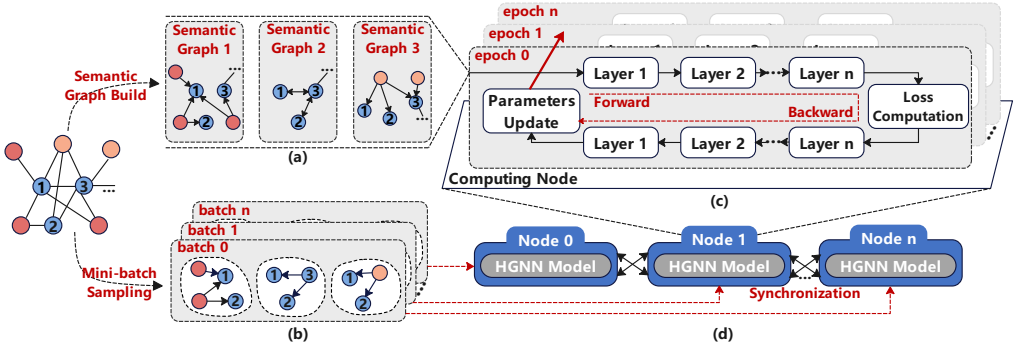 Semantic
Graph Build
Mini-batch
Sampling
1
3
...
2
Semantic
Graph 1
1
3
...
2
Semantic
Graph 2
1
3
2
Semantic
Graph 3
...
1
2
3
...
(a)
batch n
batch 1
batch 0
1
2
1
3
2
1
2
(b)
epoch n
epoch 1
epoch 0
Layer 1
Layer 2
Layer n
Parameters
Update
Forward
Backward
Loss
Computation
Layer 1
Layer 2
Layer n
Computing Node
(c)
Node 0
HGNN Model
Node 1
HGNN Model
Node n
HGNN Model
Synchronization
(d)